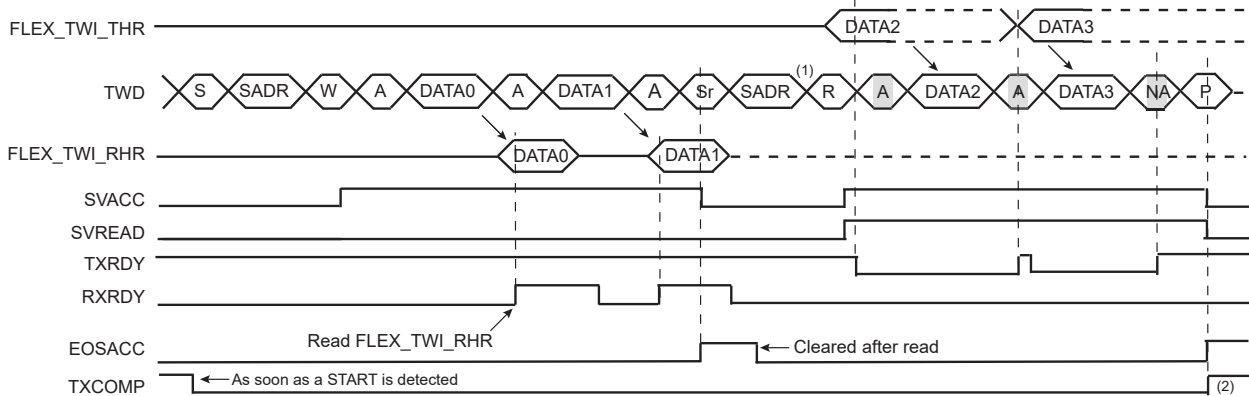 FLEX_TWI_THR DATA2 DATA3
(1)
TWD S SADR W A DATA0 A DATA1 A Sr SADR R A DATA2 A DATA3 NA P
FLEX_TWI_RHR DATA0 DATA1
SVACC
SVREAD
TXRDY
RXRDY
Read FLEX_TWI_RHR
EOSACC Cleared after read
TXCOMP As soon as a START is detected (2)